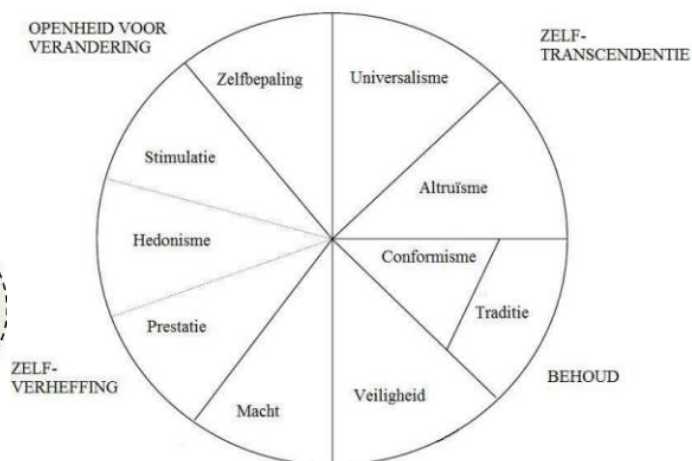 OPENHEID VOOR
VERANDERING
ZELF-
TRANSCENDENTIE
Zelfbepaling
Universalisme
Stimulatie
Altruïsme
Hedonisme
Conformisme
Traditie
Prestatie
ZELF-
VERHEFFING
BEHOUD
Macht
Veiligheid